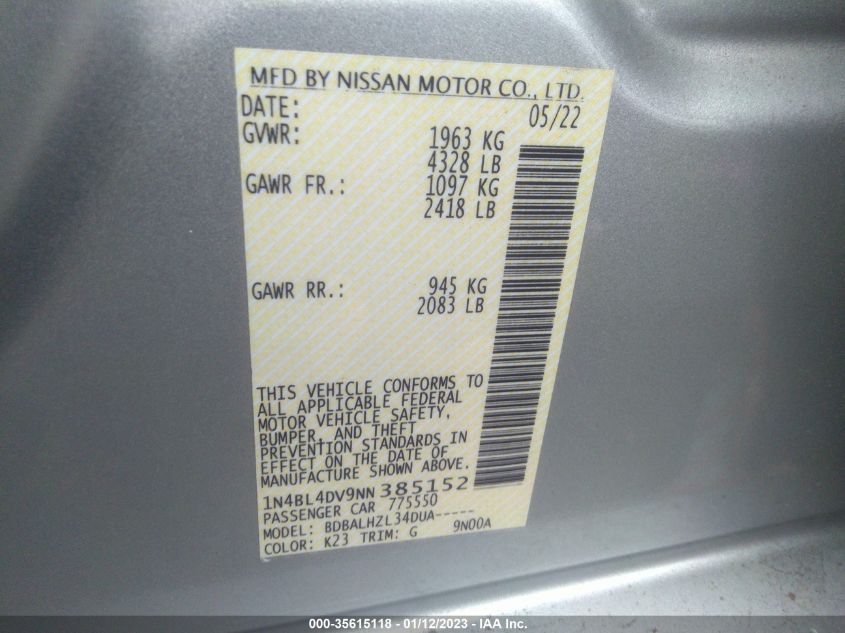 MFD BY NISSAN MOTOR CO., LTD.
DATE: 05/22
GVWR: 1963 KG
4328 LB
GAWR FR.: 1097 KG
2418 LB
GAWR RR.: 945 KG
2083 LB
THIS VEHICLE CONFORMS TO
ALL APPLICABLE FEDERAL
MOTOR VEHICLE SAFETY,
BUMPER, AND THEFT
PREVENTION STANDARDS IN
EFFECT ON THE DATE OF
MANUFACTURE SHOWN ABOVE.
1N4BL4DV9NN385152
PASSENGER CAR 775550
MODEL: BDBALHZL34DUA-----
COLOR: K23 TRIM: G 9N00A
000-35615118 - 01/12/2023 - IAA Inc.